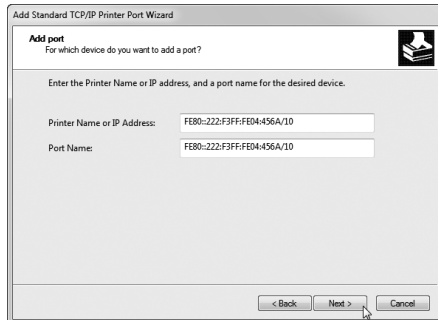 Add Standard TCP/IP Printer Port Wizard
Add port
For which device do you want to add a port?
Enter the Printer Name or IP address, and a port name for the desired device.
Printer Name or IP Address: FE80::222:F3FF:FE04:456A/10
Port Name: FE80::222:F3FF:FE04:456A/10
< Back Next > Cancel